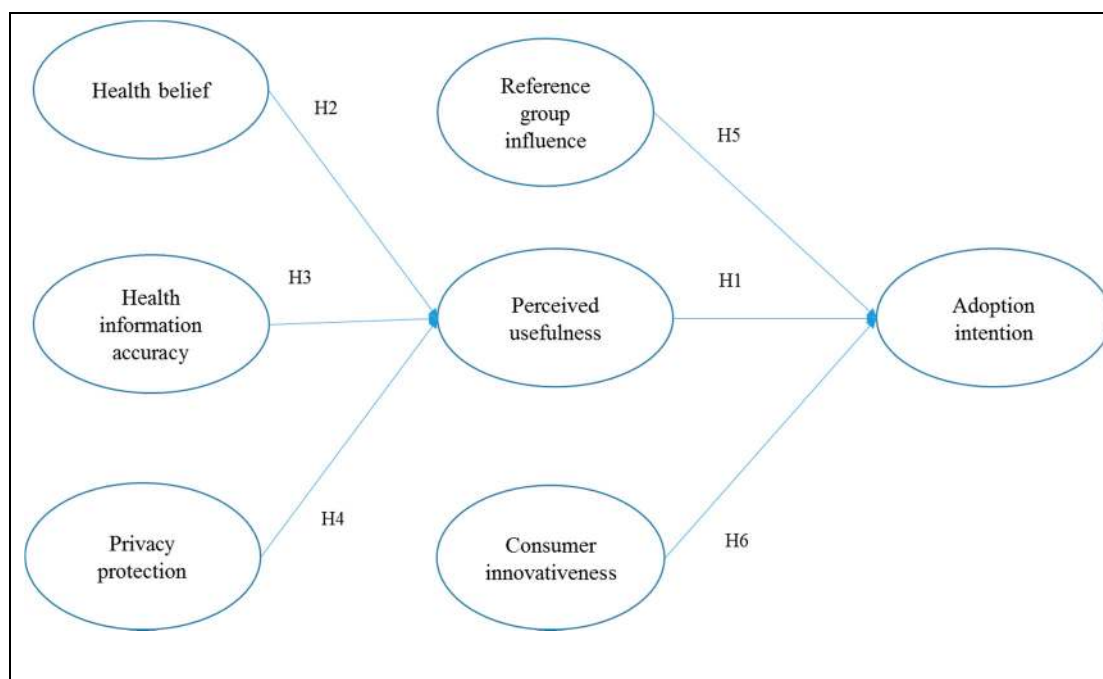 Health belief
H2
Reference
group
influence
H5
Health
information
accuracy
H3
Perceived
usefulness
H1
Adoption
intention
Privacy
protection
H4
Consumer
innovativeness
H6